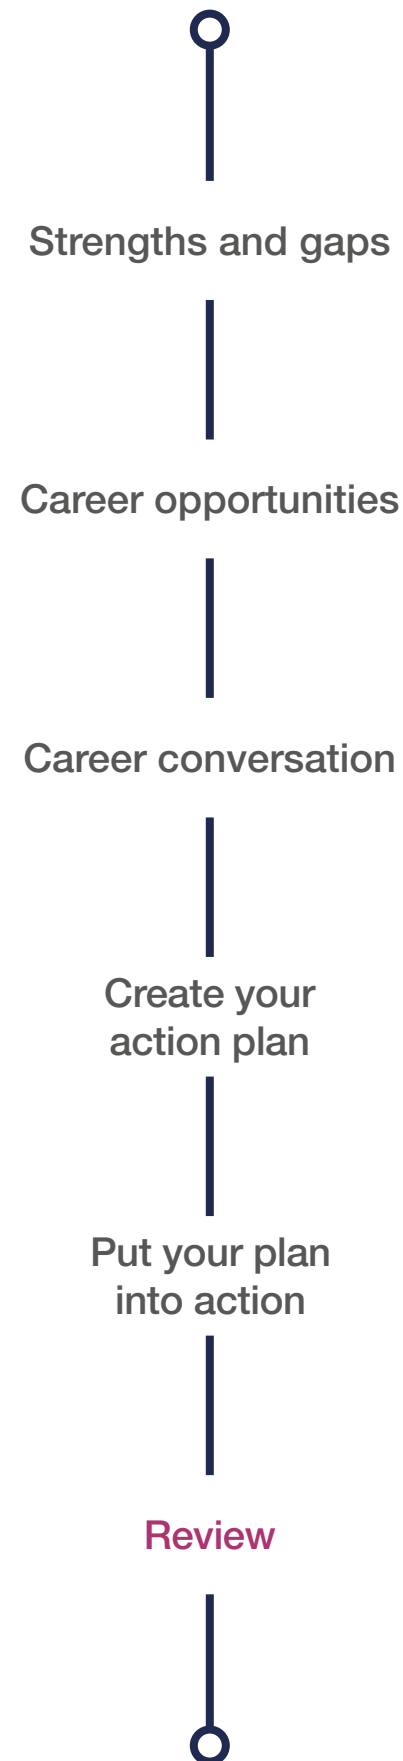 Strengths and gaps
Career opportunities
Career conversation
Create your
action plan
Put your plan
into action
Review